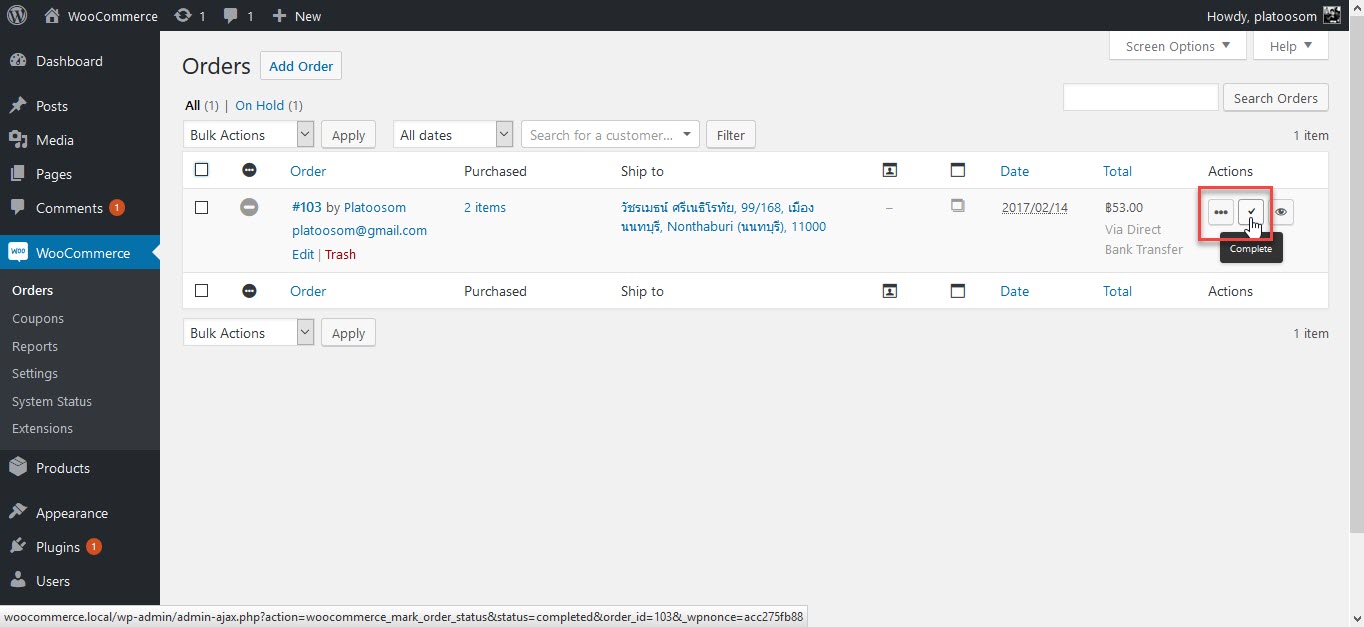 WooCommerce 1 1 New Howdy, platoosom
Dashboard
Posts
Media
Pages
Comments 1
WooCommerce
Orders
Coupons
Reports
Settings
System Status
Extensions
Products
Appearance
Plugins 1
Users
Screen Options Help
Orders Add Order
All (1) | On Hold (1)
Search Orders
Bulk Actions Apply All dates Search for a customer... Filter 1 item
Order Purchased Ship to Date Total Actions
#103 by Platoosom 2 items วัชรเมธน์ ศรีเนธิโรทัย, 99/168, เมือง – 2017/02/14 ฿53.00
platoosom@gmail.com นนทบุรี, Nonthaburi (นนทบุรี), 11000 Via Direct
Edit | Trash Bank Transfer
Complete
Order Purchased Ship to Date Total Actions
Bulk Actions Apply 1 item
woocommerce.local/wp-admin/admin-ajax.php?action=woocommerce_mark_order_status&status=completed&order_id=103&_wpnonce=acc275fb88